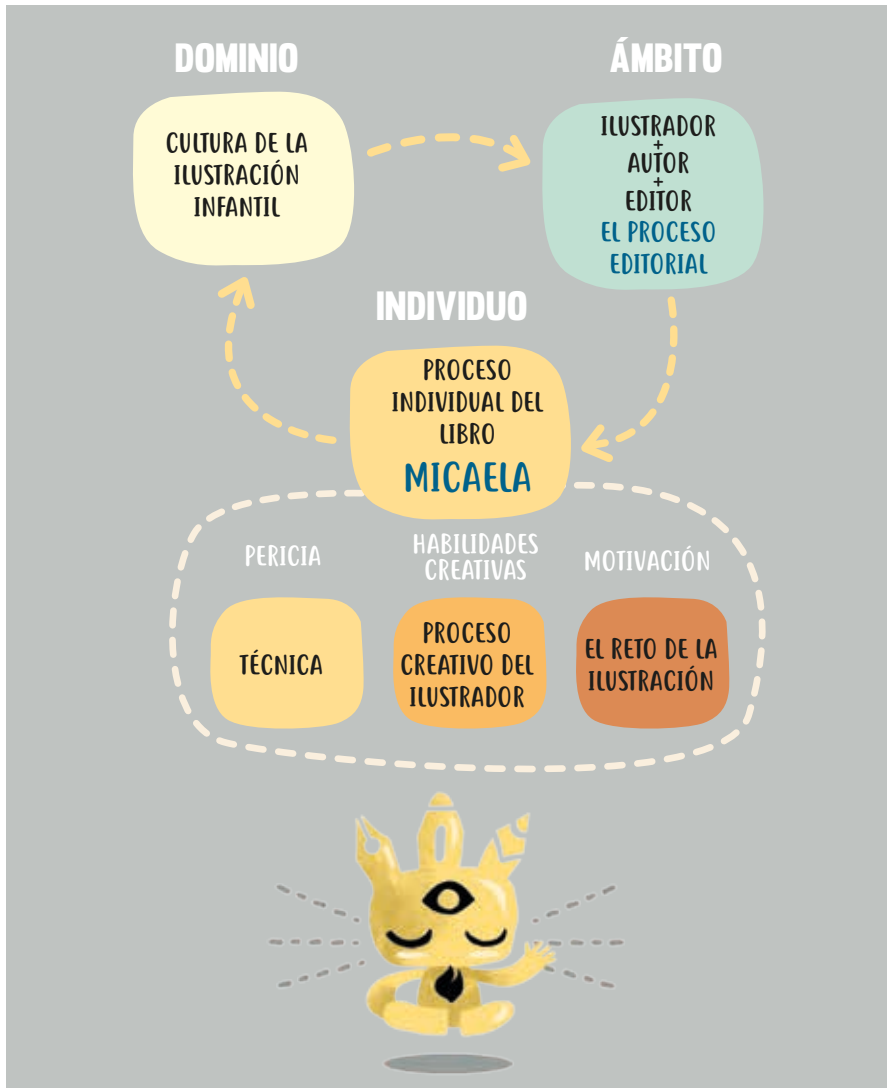 DOMINIO
CULTURA DE LA
ILUSTRACIÓN
INFANTIL
ÁMBITO
ILUSTRADOR
+
AUTOR
+
EDITOR
EL PROCESO
EDITORIAL
INDIVIDUO
PROCESO
INDIVIDUAL DEL
LIBRO
MICAELA
PERICIA
TÉCNICA
HABILIDADES
CREATIVAS
PROCESO
CREATIVO DEL
ILUSTRADOR
MOTIVACIÓN
EL RETO DE LA
ILUSTRACIÓN